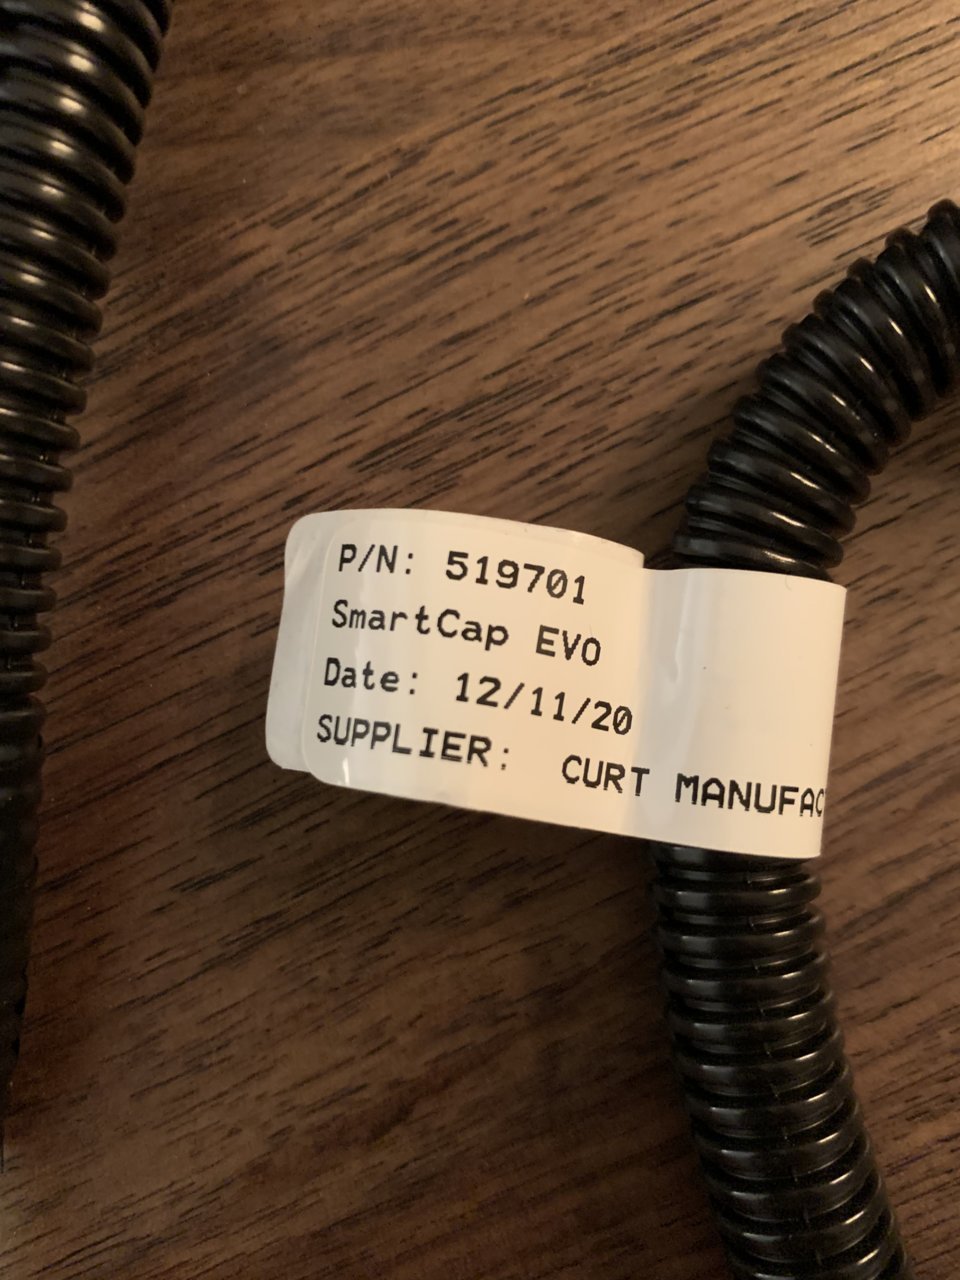 P/N: 519701
SmartCap EVO
Date: 12/11/20
SUPPLIER: CURT MANUFAC